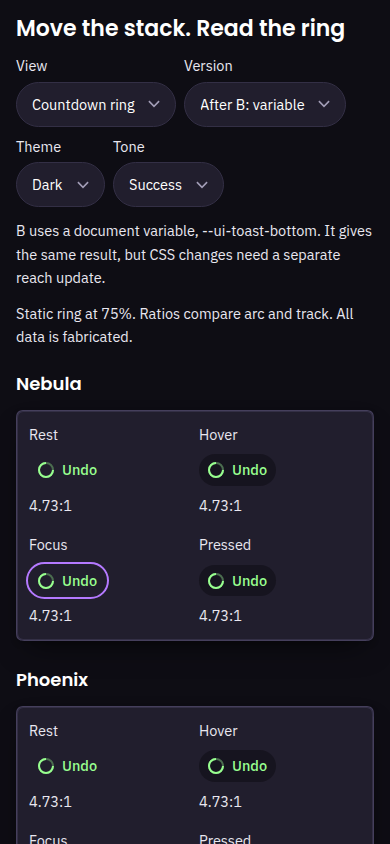 Move the stack. Read the ring
View
Version
Countdown ring
After B: variable
Theme
Tone
Dark
Success
B uses a document variable, --ui-toast-bottom. It gives
the same result, but CSS changes need a separate
reach update.
Static ring at 75%. Ratios compare arc and track. All
data is fabricated.
Nebula
Rest
Hover
Undo
Undo
4.73:1
4.73:1
Focus
Pressed
Undo
Undo
4.73:1
4.73:1
Phoenix
Rest
Hover
Undo
Undo
4.73:1
4.73:1
Focus
Pressed